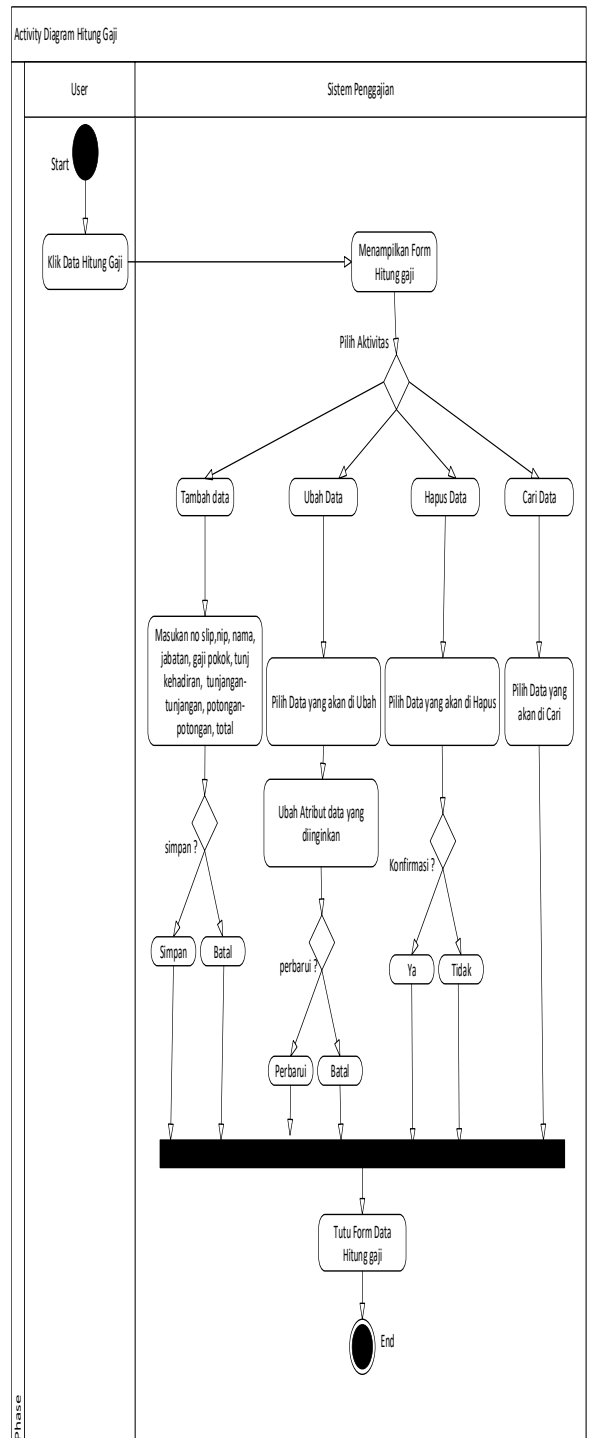 Activity Diagram Hitung Gaji
User
Sistem Penggajian
Start
Klik Data Hitung Gaji
Menampilkan Form
Hitung gaji
Pilih Aktivitas
Tambah data
Ubah Data
Hapus Data
Cari Data
Masukan no slip,nip, nama,
jabatan, gaji pokok, tunj
kehadiran, tunjangan-
tunjangan, potongan-
potongan, total
Pilih Data yang akan di Ubah
Pilih Data yang akan di Hapus
Pilih Data yang
akan di Cari
Ubah Atribut data yang
diinginkan
simpan ?
Konfirmasi ?
Simpan
Batal
perbarui ?
Ya
Tidak
Perbarui
Batal
Tutu Form Data
Hitung gaji
End
Phase